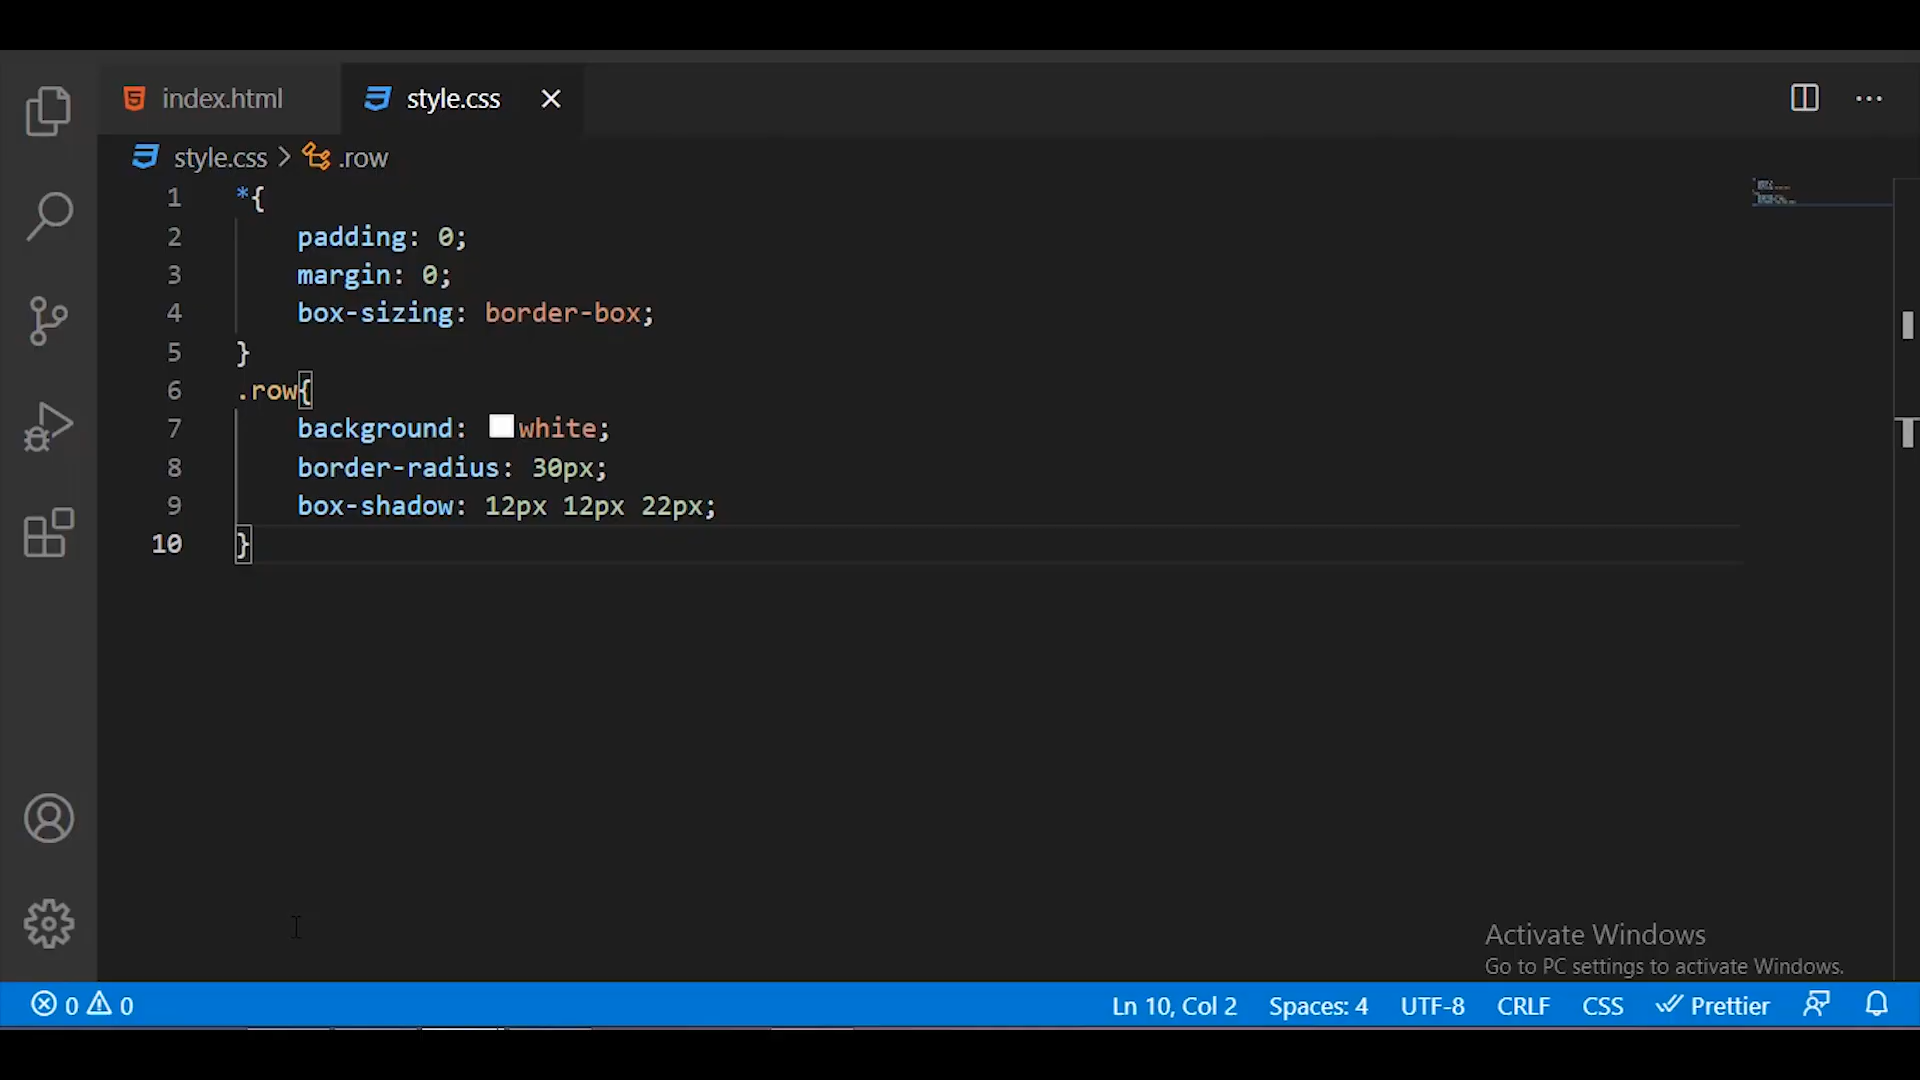 index.html style.css
style.css > .row
1 *{
2 padding: 0;
3 margin: 0;
4 box-sizing: border-box;
5 }
6 .row{
7 background: white;
8 border-radius: 30px;
9 box-shadow: 12px 12px 22px;
10 }
Activate Windows
Go to PC settings to activate Windows.
0 0 Ln 10, Col 2 Spaces: 4 UTF-8 CRLF CSS Prettier